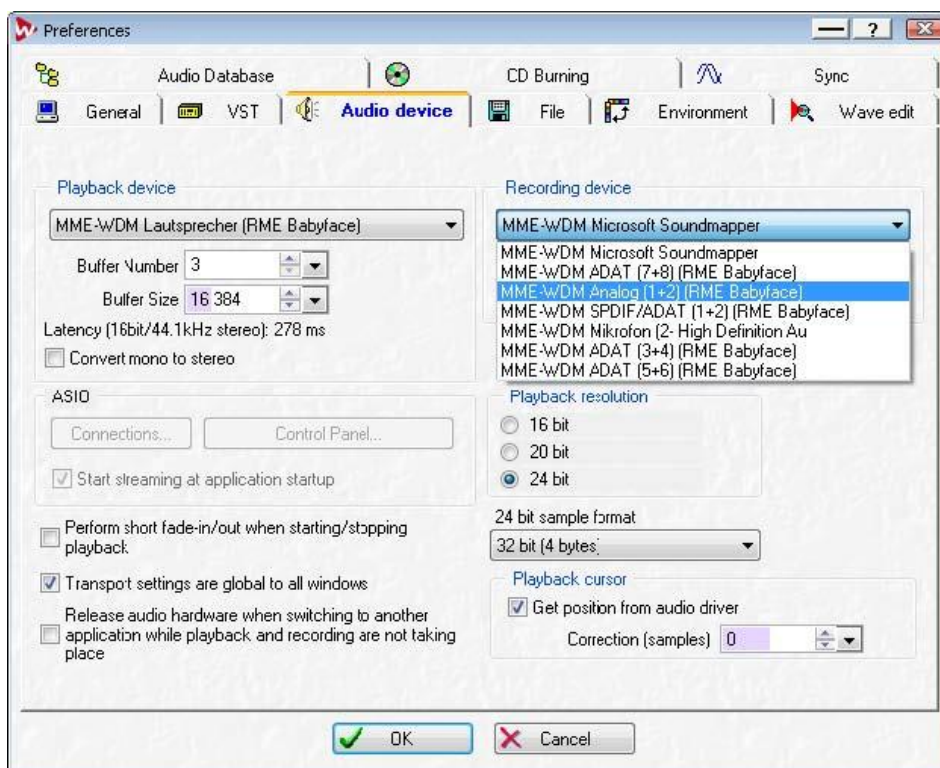 Preferences
?
Audio Database
CD Burning
Sync
General
VST
Audio device
File
Environment
Wave edit
Playback device
MME-WDM Lautsprecher (RME Babyface)
Buffer Number 3
Buffer Size 16 384
Latency (16bit/44.1kHz stereo): 278 ms
Convert mono to stereo
Recording device
MME-WDM Microsoft Soundmapper
MME-WDM Microsoft Soundmapper
MME-WDM ADAT (7+8) (RME Babyface)
MME-WDM Analog (1+2) (RME Babyface)
MME-WDM SPDIF/ADAT (1+2) (RME Babyface)
MME-WDM Mikrofon (2- High Definition Au
MME-WDM ADAT (3+4) (RME Babyface)
MME-WDM ADAT (5+6) (RME Babyface)
ASIO
Connections...
Control Panel...
Start streaming at application startup
Playback resolution
16 bit
20 bit
24 bit
Perform short fade-in/out when starting/stopping
playback
Transport settings are global to all windows
Release audio hardware when switching to another
application while playback and recording are not taking
place
24 bit sample format
32 bit (4 bytes)
Playback cursor
Get position from audio driver
Correction (samples) 0
OK
Cancel